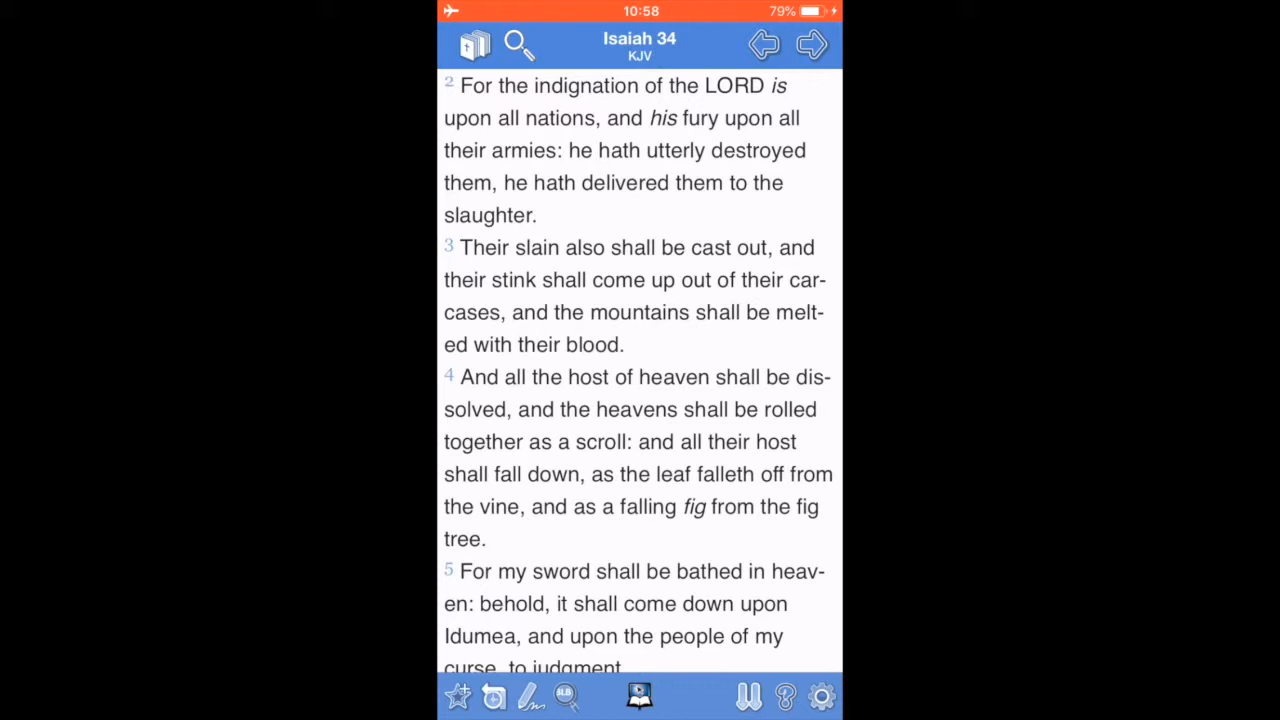 10:58
79%
Isaiah 34
KJV
2 For the indignation of the LORD is
upon all nations, and his fury upon all
their armies: he hath utterly destroyed
them, he hath delivered them to the
slaughter.
3 Their slain also shall be cast out, and
their stink shall come up out of their car-
cases, and the mountains shall be melt-
ed with their blood.
4 And all the host of heaven shall be dis-
solved, and the heavens shall be rolled
together as a scroll: and all their host
shall fall down, as the leaf falleth off from
the vine, and as a falling fig from the fig
tree.
5 For my sword shall be bathed in heav-
en: behold, it shall come down upon
Idumea, and upon the people of my
curse, to judgment.
BLB